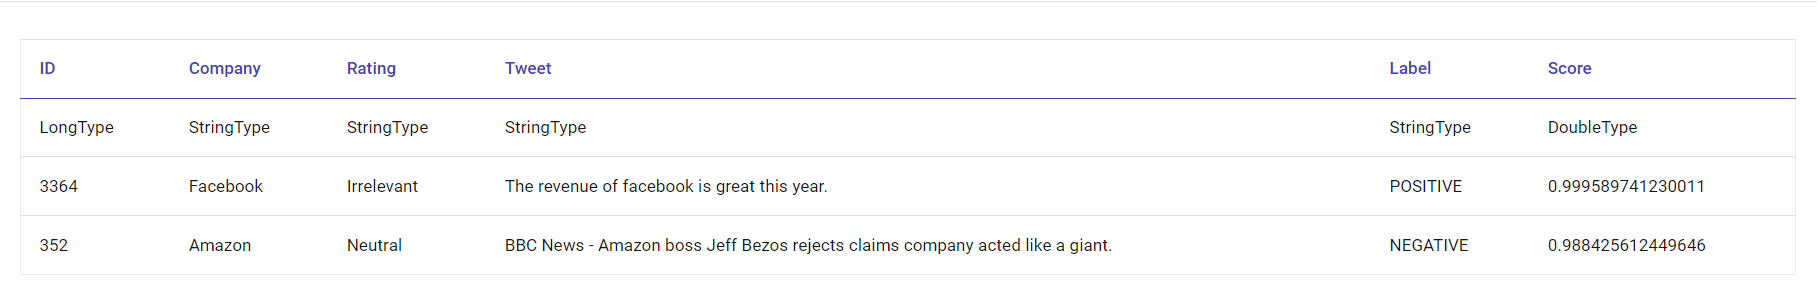 ID Company Rating Tweet Label Score
LongType StringType StringType StringType StringType DoubleType
3364 Facebook Irrelevant The revenue of facebook is great this year. POSITIVE 0.999589741230011
352 Amazon Neutral BBC News - Amazon boss Jeff Bezos rejects claims company acted like a giant. NEGATIVE 0.988425612449646